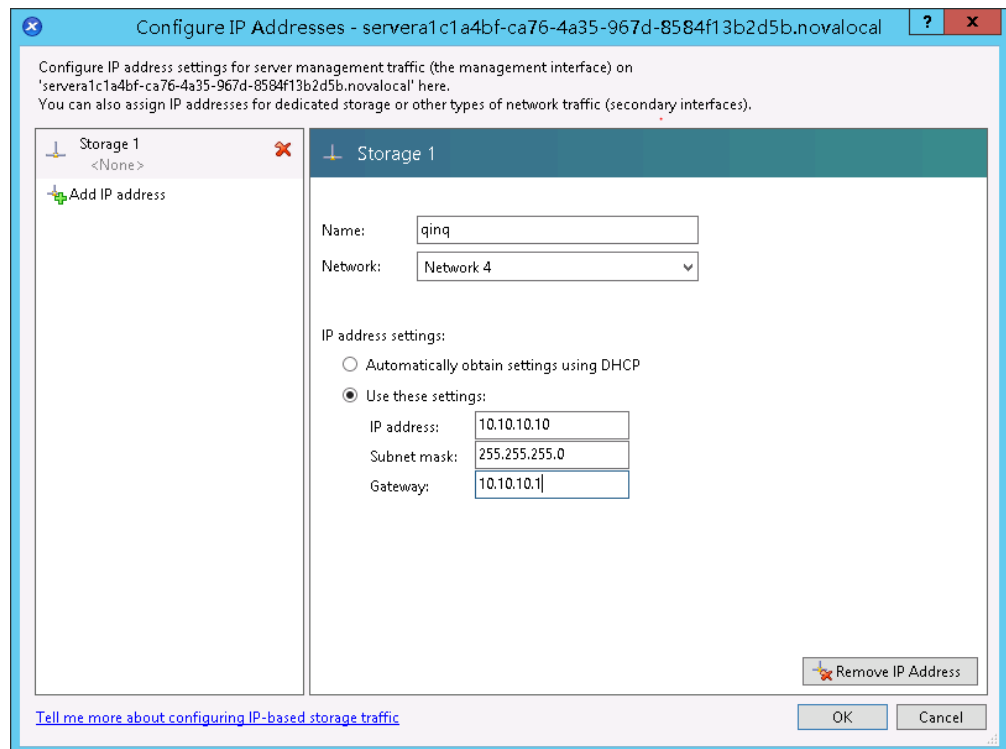 Configure IP Addresses - servera1c1a4bf-ca76-4a35-967d-8584f13b2d5b.novalocal
?
x
Configure IP address settings for server management traffic (the management interface) on
'servera1c1a4bf-ca76-4a35-967d-8584f13b2d5b.novalocal' here.
You can also assign IP addresses for dedicated storage or other types of network traffic (secondary interfaces).
Storage 1
<None>
Add IP address
Storage 1
Name: qinq
Network: Network 4
IP address settings:
Automatically obtain settings using DHCP
Use these settings:
IP address: 10.10.10.10
Subnet mask: 255.255.255.0
Gateway: 10.10.10.1
Remove IP Address
Tell me more about configuring IP-based storage traffic
OK
Cancel